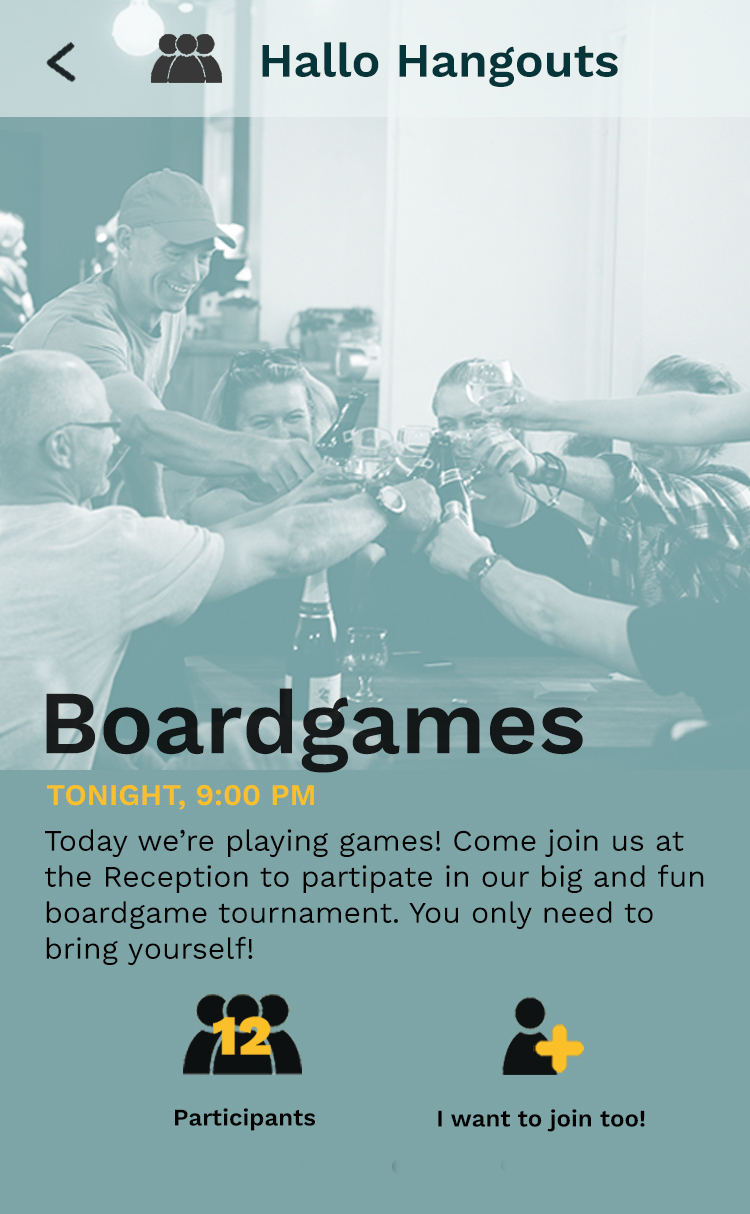 Hallo Hangouts
Boardgames
TONIGHT, 9:00 PM
Today we’re playing games! Come join us at
the Reception to partipate in our big and fun
boardgame tournament. You only need to
bring yourself!
12
Participants
I want to join too!